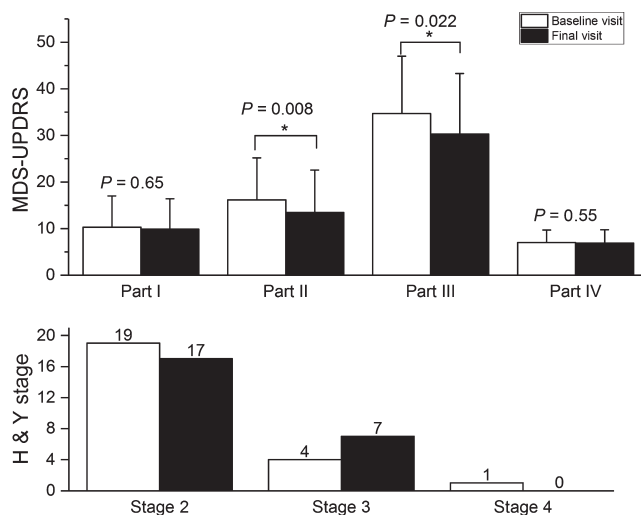 Baseline visit
Final visit
MDS-UPDRS
50
40
30
20
10
0
P = 0.65
P = 0.008
*
P = 0.022
*
P = 0.55
Part I
Part II
Part III
Part IV
H & Y stage
20
16
12
8
4
0
19
17
4
7
1
0
Stage 2
Stage 3
Stage 4